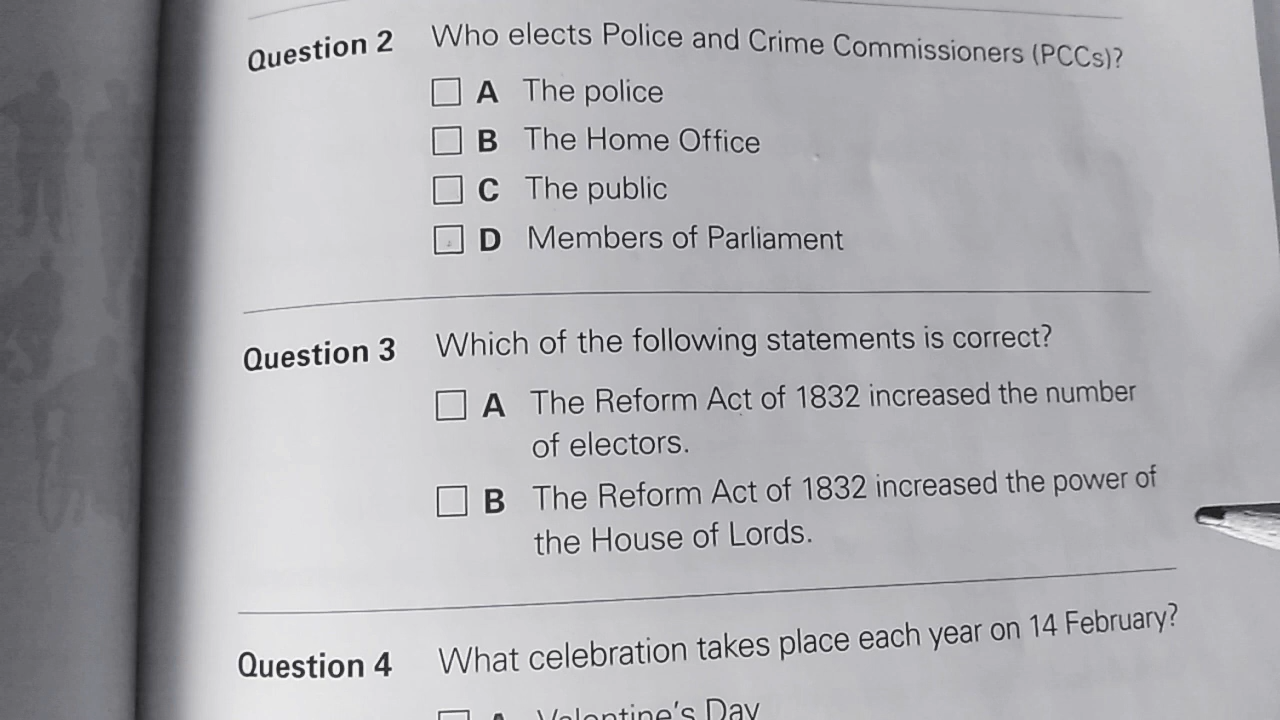 Question 2 Who elects Police and Crime Commissioners (PCCs)?
A The police
B The Home Office
C The public
D Members of Parliament
Question 3 Which of the following statements is correct?
A The Reform Act of 1832 increased the number
of electors.
B The Reform Act of 1832 increased the power of
the House of Lords.
Question 4 What celebration takes place each year on 14 February?
A Valentine's Day